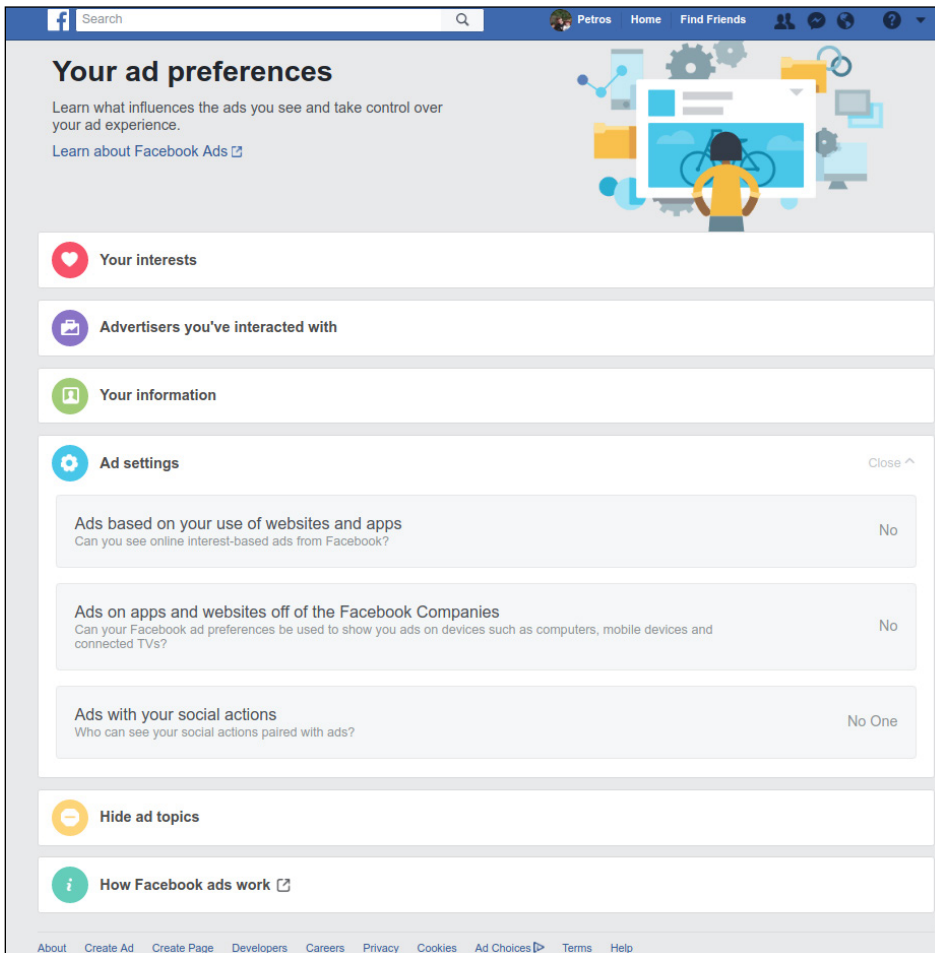 f Search Petros Home Find Friends ?
Your ad preferences
Learn what influences the ads you see and take control over
your ad experience.
Learn about Facebook Ads
Your interests
Advertisers you've interacted with
Your information
Ad settings Close
Ads based on your use of websites and apps
Can you see online interest-based ads from Facebook?
No
Ads on apps and websites off of the Facebook Companies
Can your Facebook ad preferences be used to show you ads on devices such as computers, mobile devices and
connected TVs?
No
Ads with your social actions
Who can see your social actions paired with ads?
No One
Hide ad topics
i How Facebook ads work
About Create Ad Create Page Developers Careers Privacy Cookies Ad Choices Terms Help